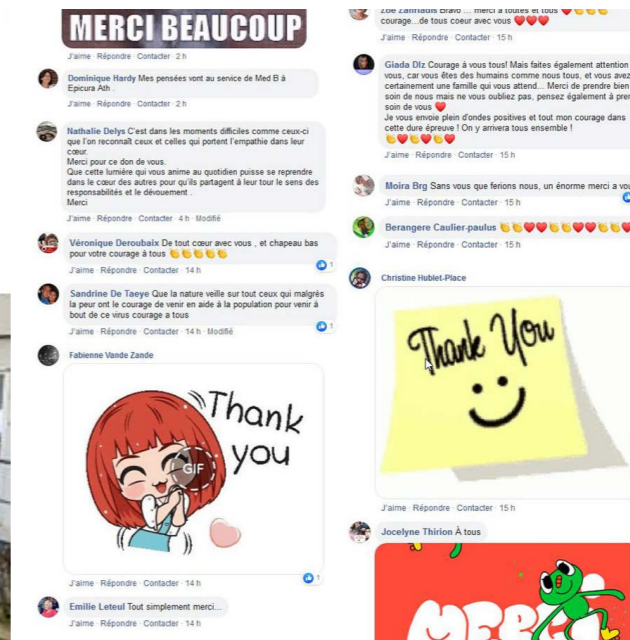 MERCI BEAUCOUP
J'aime · Répondre · Contacter · 2 h
Dominique Hardy Mes pensées vont au service de Med B à
Epicura Ath .
J'aime · Répondre · Contacter · 2 h
Nathalie Delys C'est dans les moments difficiles comme ceux-ci
que l'on reconnaît ceux et celles qui portent l'empathie dans leur
cœur.
Merci pour ce don de vous.
Que cette lumière qui vous anime au quotidien puisse se reprendre
dans le cœur des autres pour qu'ils partagent à leur tour le sens des
responsabilités et le dévouement .
Merci
J'aime · Répondre · Contacter · 4 h · Modifié
Véronique Deroubaix De tout cœur avec vous , et chapeau bas
pour votre courage à tous 👏👏👏👏👏
1
J'aime · Répondre · Contacter · 14 h
Sandrine De Taeye Que la nature veille sur tout ceux qui malgrés
la peur ont le courage de venir en aide à la population pour venir à
bout de ce virus courage a tous
1
J'aime · Répondre · Contacter · 14 h · Modifié
Fabienne Vande Zande
Thank
you
GIF
1
J'aime · Répondre · Contacter · 14 h
Emilie Leteul Tout simplement merci...
J'aime · Répondre · Contacter · 14 h
Zoé Zannadis Bravo ... merci à toutes et tous ❤️👏👏👏
courage...de tous coeur avec vous ❤️❤️❤️
J'aime · Répondre · Contacter · 15 h
Giada Dlz Courage à vous tous! Mais faites également attention
vous, car vous êtes des humains comme nous tous, et vous avez
certainement une famille qui vous attend... Merci de prendre bien
soin de nous mais ne vous oubliez pas, pensez également à
soin de vous ❤️
Je vous envoie plein d'ondes positives et tout mon courage dans
cette dure épreuve ! On y arrivera tous ensemble !
👏❤️👏❤️👏❤️
J'aime · Répondre · Contacter · 15 h
Moira Brg Sans vous que ferions nous, un énorme merci a
J'aime · Répondre · Contacter · 15 h
Berangere Caulier-paulus 👏👏❤️❤️👏👏❤️❤️👏👏❤️
J'aime · Répondre · Contacter · 15 h
Christine Hublet-Place
Thank You
J'aime · Répondre · Contacter · 15 h
Jocelyne Thirion À tous
MERCI